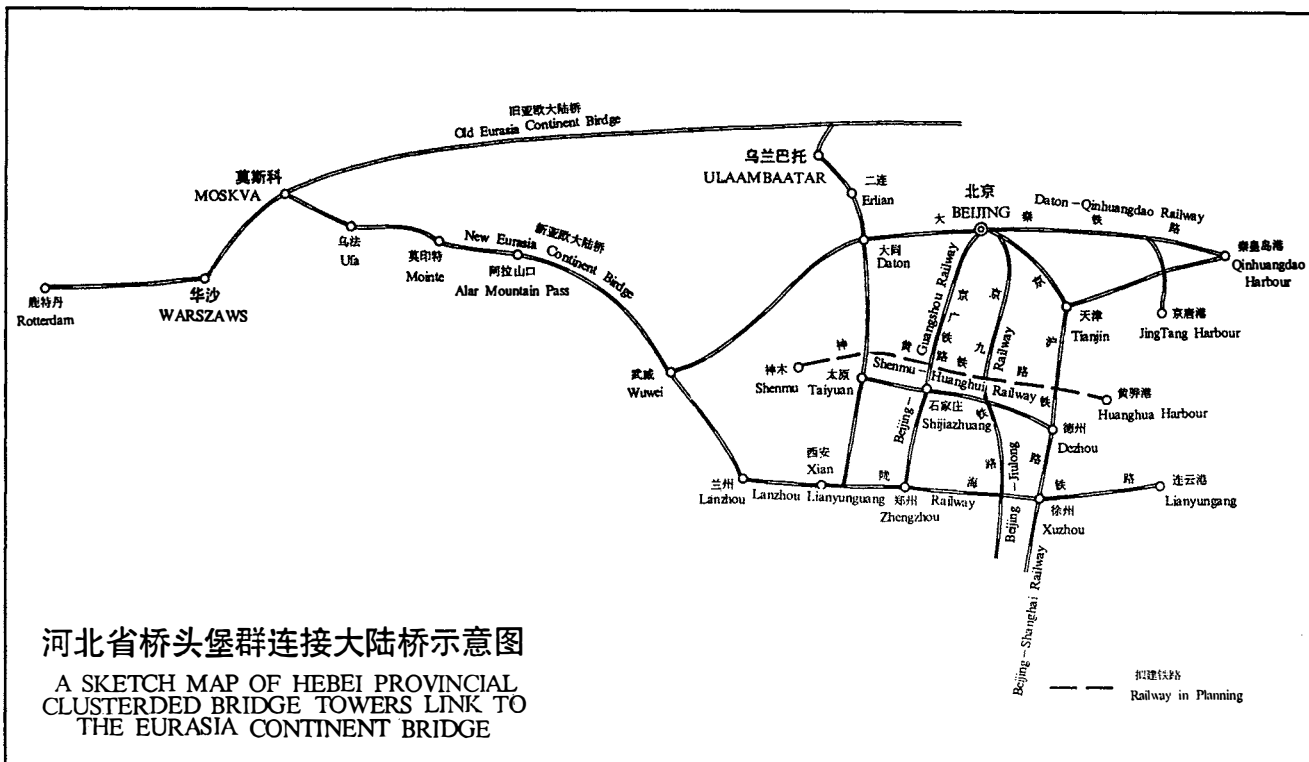 旧亚欧大陆桥
Old Eurasia Continent Birdge
莫斯科
MOSKVA
乌兰巴托
ULAAMBAATAR
二连
Erlian
北京
BEIJING
大秦铁路
Daton-Qinhuangdao Railway
秦皇岛港
Qinhuangdao
Harbour
乌法
Ufa
莫印特
Mointe
新亚欧大陆桥
New Eurasia Continent Birdge
阿拉山口
Alar Mountain Pass
大同
Daton
鹿特丹
Rotterdam
华沙
WARSZAWS
天津
Tianjin
京唐港
JingTang Harbour
京广铁路
Beijing-Guangshou Railway
京九铁路
Beijing-Jiulong Railway
京沪铁路
Beijing-Shanghai Railway
神黄铁路
Shenmu-Huanghui Railway
武威
Wuwei
神木
Shenmu
太原
Taiyuan
石家庄
Shijiazhuang
黄骅港
Huanghua Harbour
德州
Dezhou
西安
Xian
兰州
Lanzhou
陇海铁路
Lanzhou Lianyunguang Railway
郑州
Zhengzhou
徐州
Xuzhou
连云港
Lianyungang
河北省桥头堡群连接大陆桥示意图
A SKETCH MAP OF HEBEI PROVINCIAL
CLUSTERDED BRIDGE TOWERS LINK TO
THE EURASIA CONTINENT BRIDGE
拟建铁路
Railway in Planning